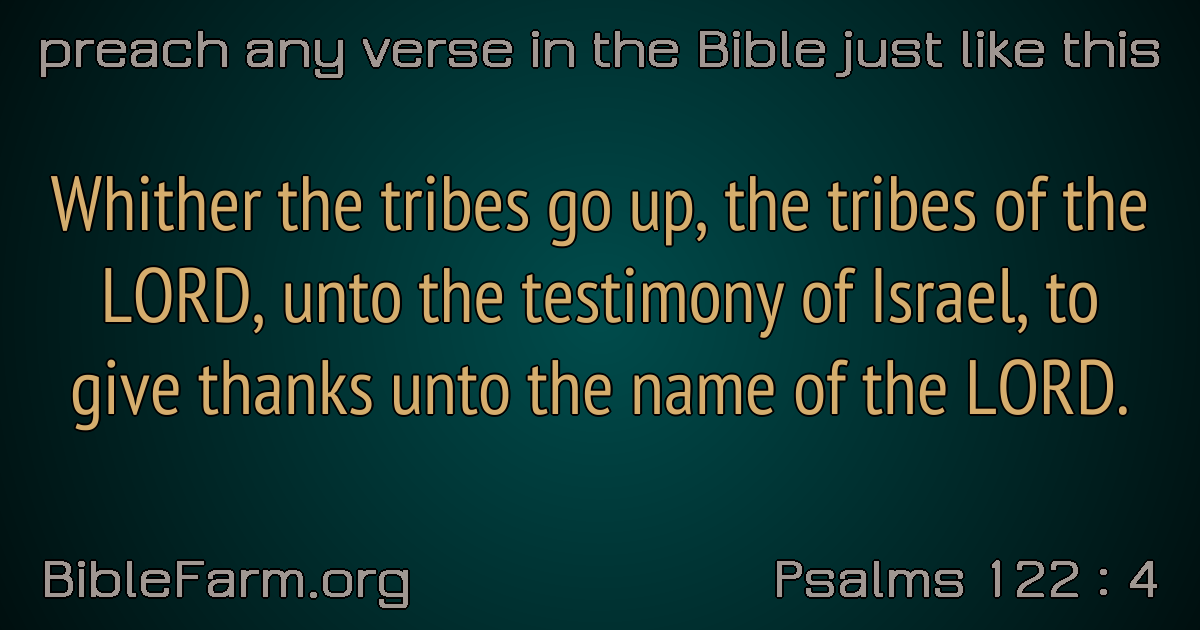 preach any verse in the Bible just like this
Whither the tribes go up, the tribes of the
LORD, unto the testimony of Israel, to
give thanks unto the name of the LORD.
BibleFarm.org
Psalms 122 : 4